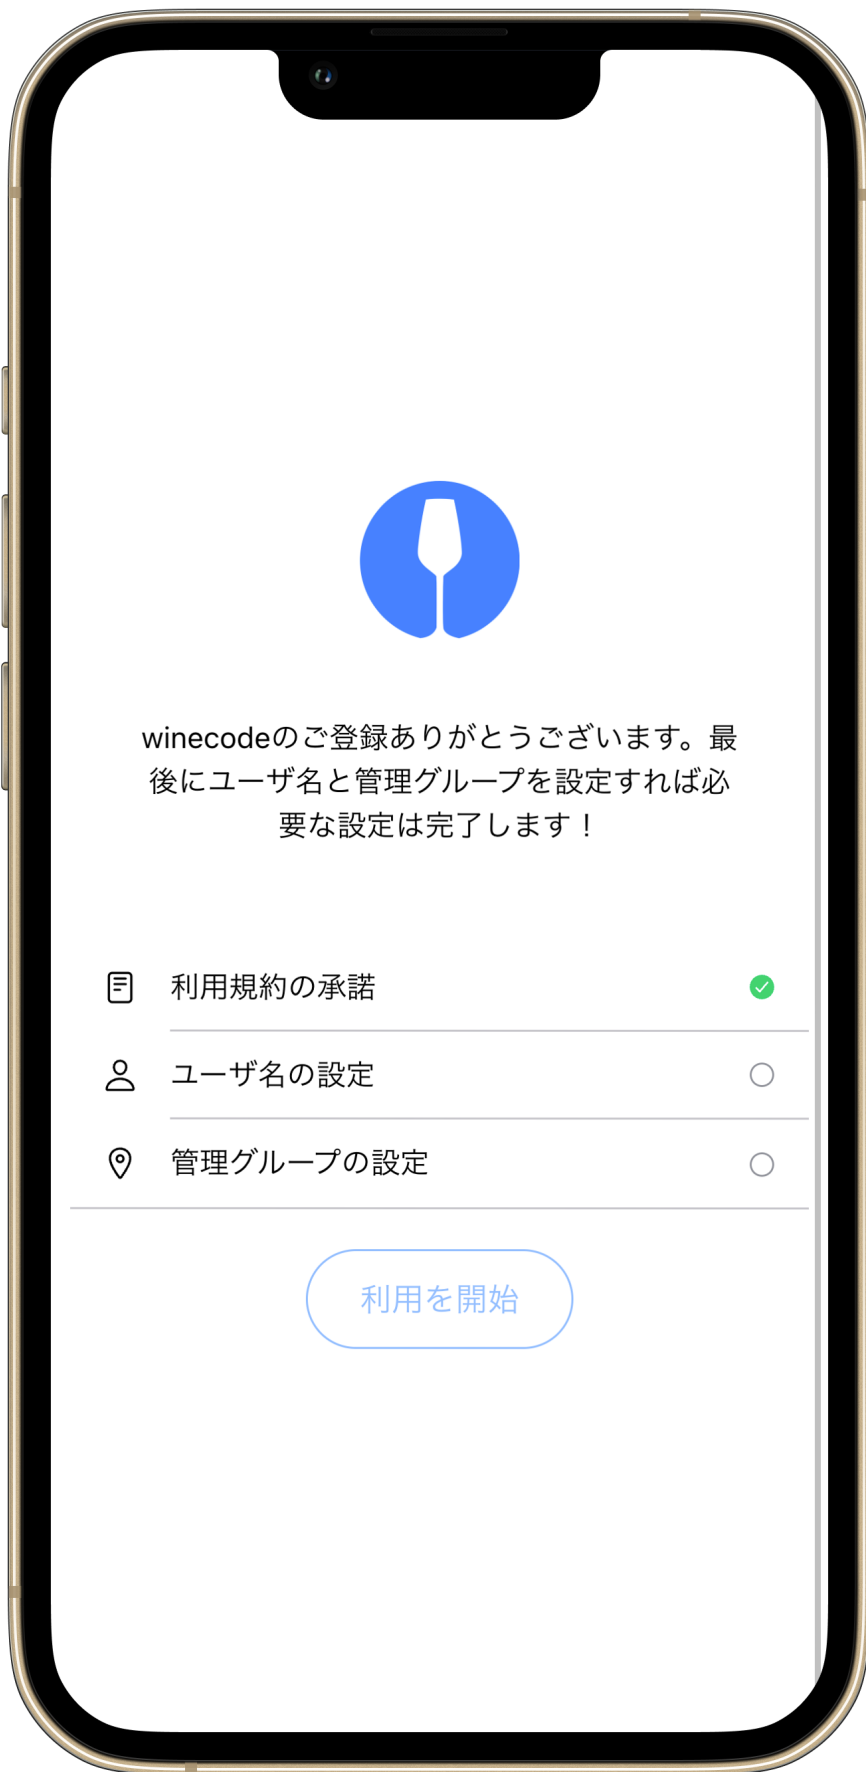 winecodeのご登録ありがとうございます。最
後にユーザ名と管理グループを設定すれば必
要な設定は完了します！
利用規約の承諾
ユーザ名の設定
管理グループの設定
利用を開始